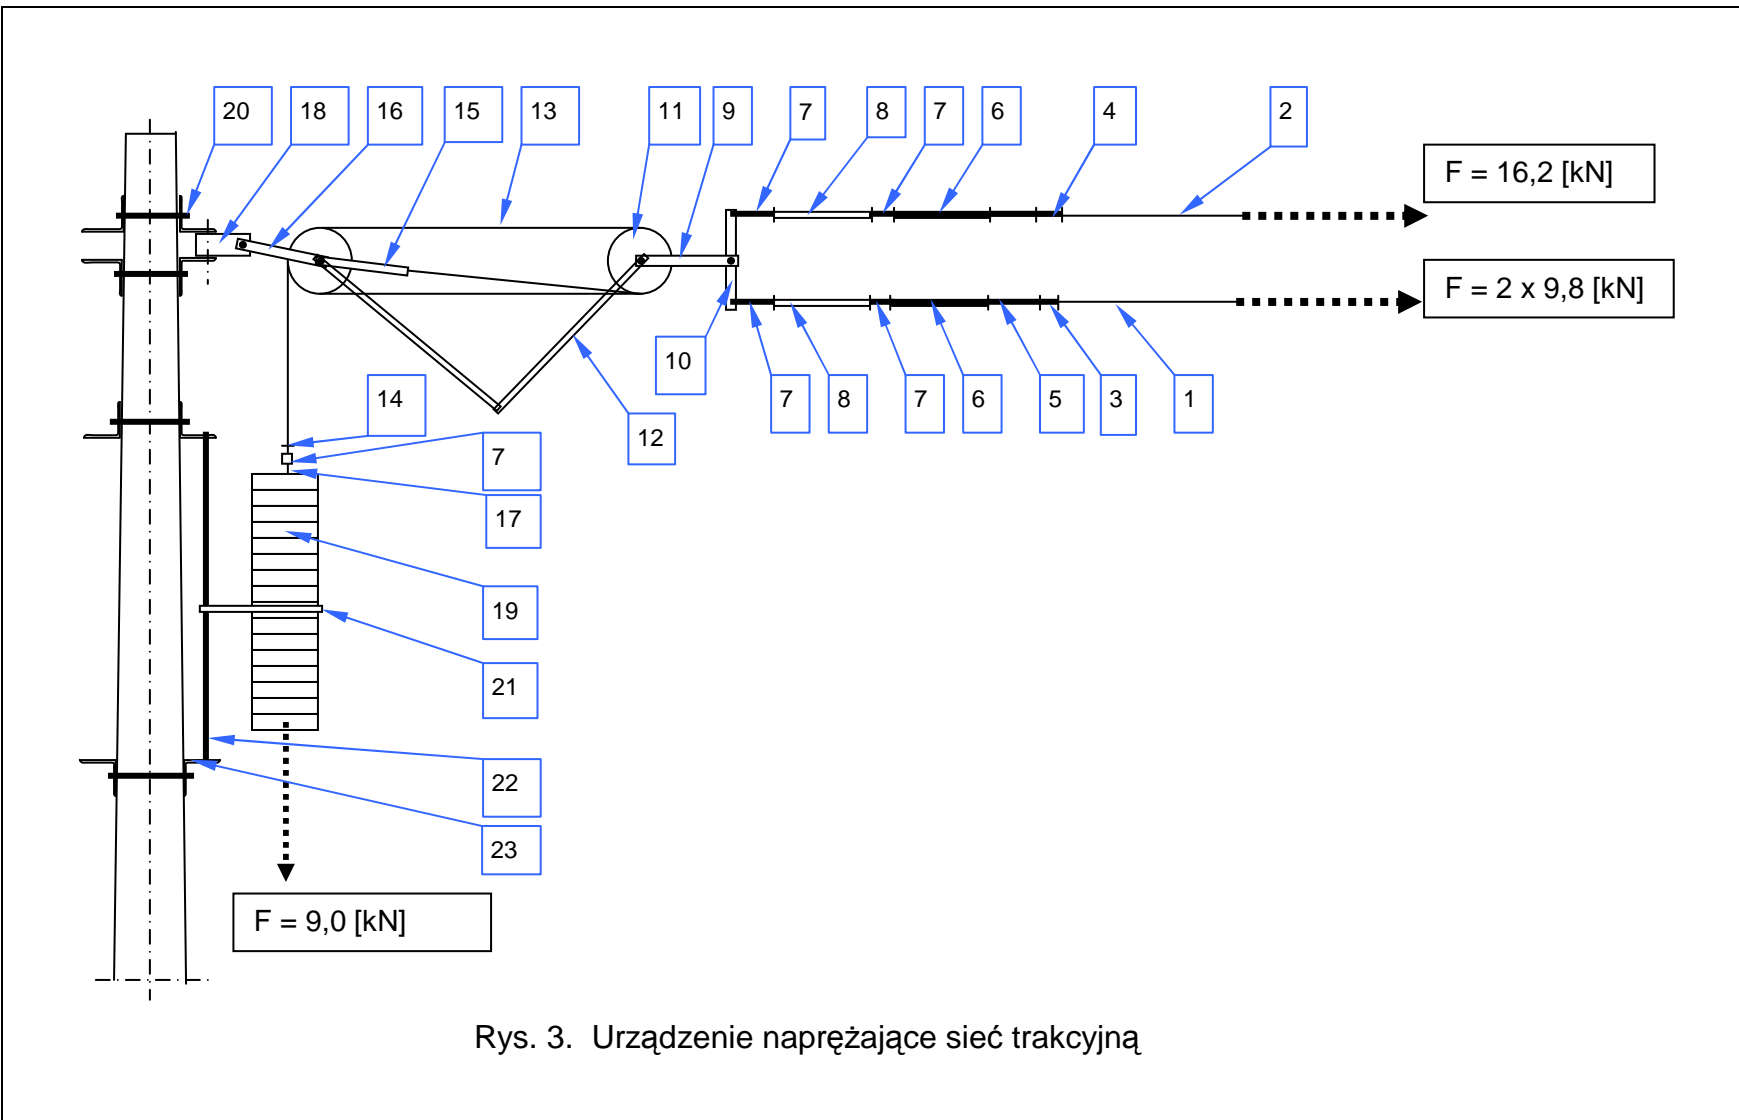 20 18 16 15 13 11 9 7 8 7 6 4 2
F = 16,2 [kN]
F = 2 x 9,8 [kN]
10 7 8 7 6 5 3 1
14 12
7
17
19
21
22
23
F = 9,0 [kN]
Rys. 3. Urządzenie naprężające sieć trakcyjną